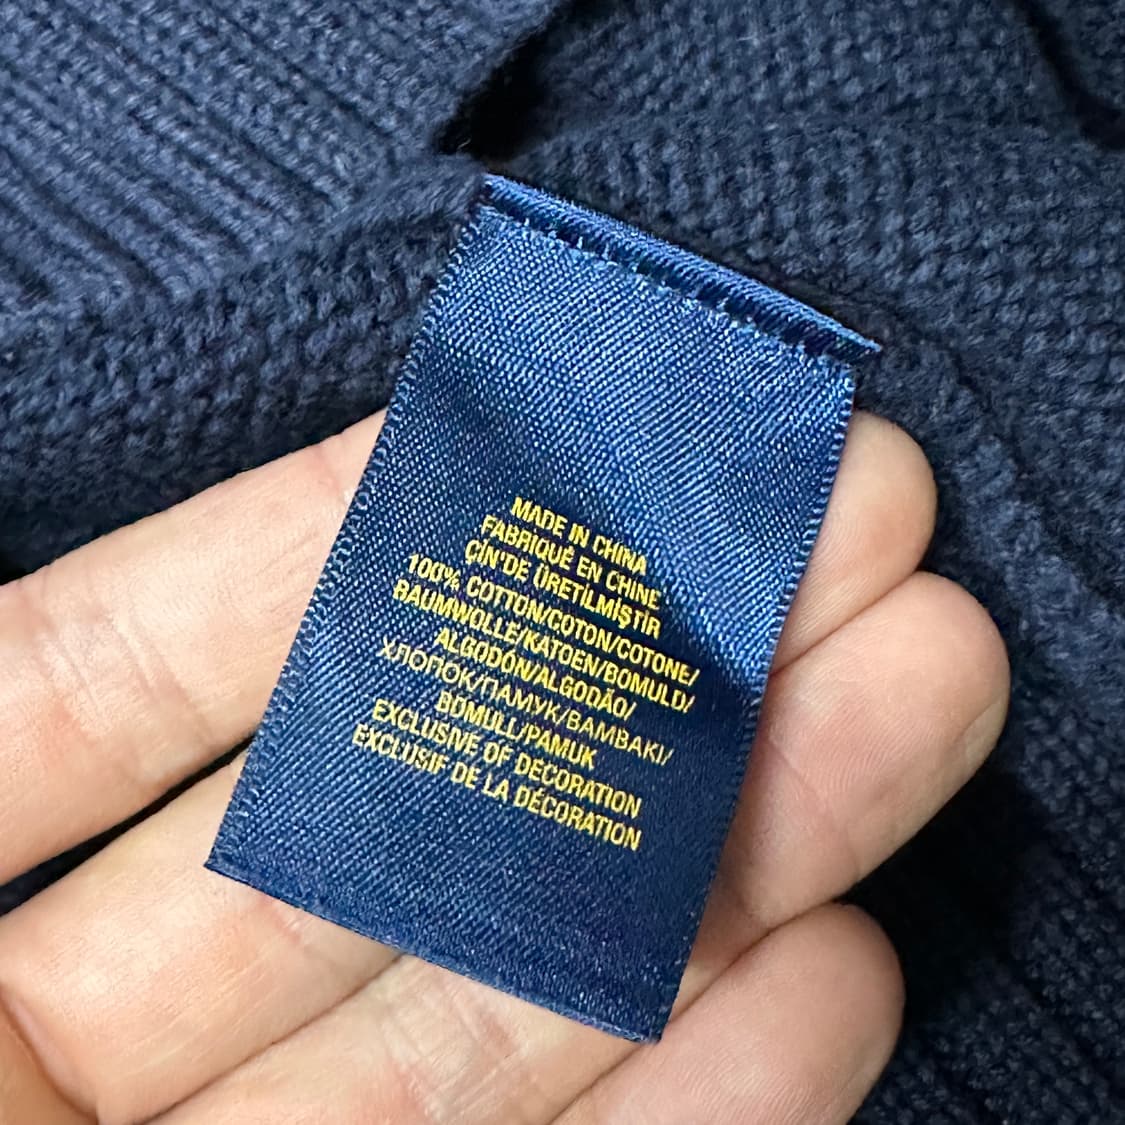 MADE IN CHINA
FABRIQUÉ EN CHINE
ÇİN'DE ÜRETİLMİŞTİR
100% COTTON/COTON/COTONE/
BAUMWOLLE/KATOEN/BOMULD/
ALGODÓN/ALGODÃO/
ХЛОПОК/ПАМУК/ΒΑΜΒΑΚΙ/
BOMULL/PAMUK
EXCLUSIVE OF DECORATION
EXCLUSIF DE LA DÉCORATION